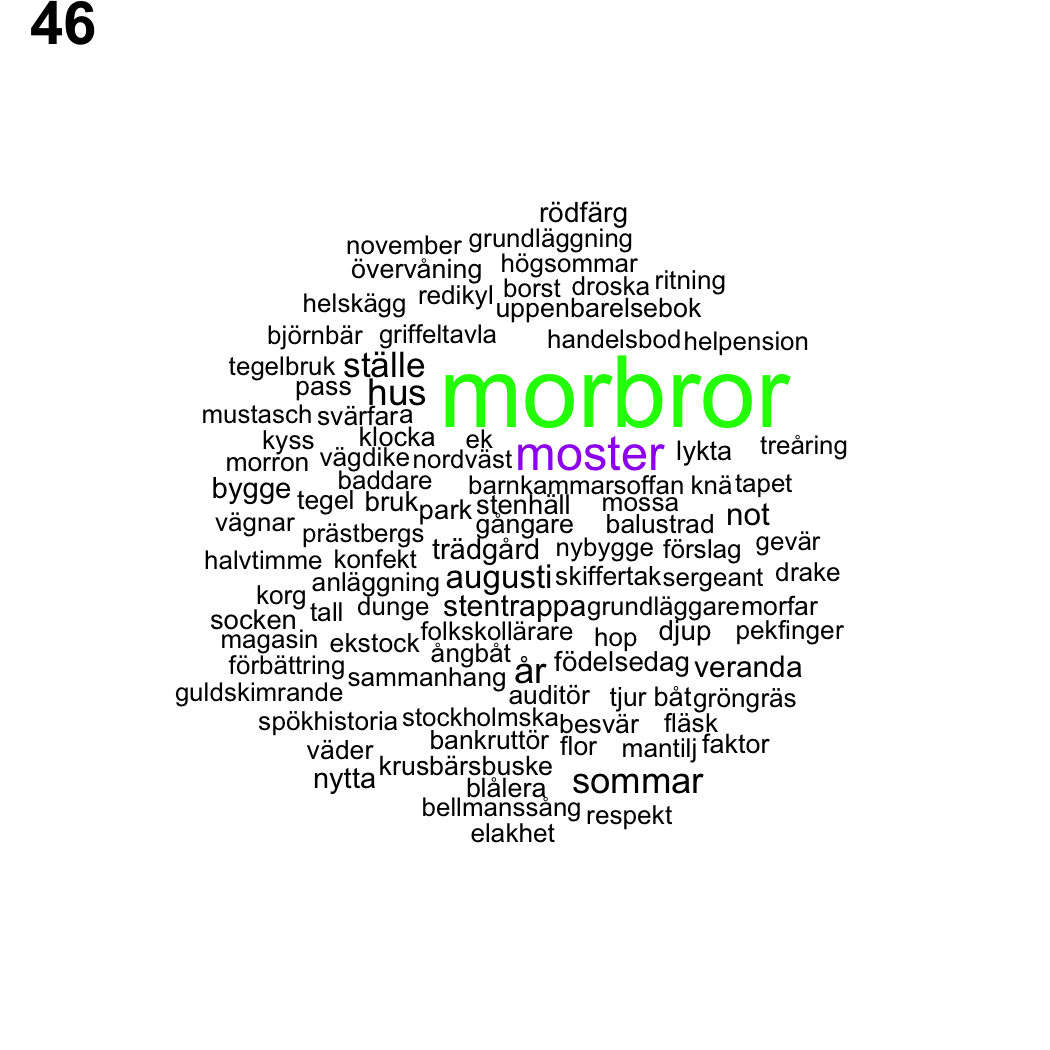 46
rödfärg
november grundläggning
övervåning högsommar
helskägg redikyl borst droska ritning
uppenbarelsebok
björnbär griffeltavla handelsbod helpension
tegelbruk ställe morbror
pass hus
mustasch svärfara
kyss klocka ek moster lykta treåring
morron vägdike nordväst
bygge baddare barnkammarsoffan knä tapet
tegel bruk park stenhäll mossa not
vägnar prästbergs gångare balustrad
halvtimme konfekt trädgård nybygge förslag gevär
anläggning augusti skiffertak sergeant drake
korg tall dunge stentrappa grundläggare morfar
socken folkskollärare hop djup pekfinger
magasin ekstock ångbåt
förbättring sammanhang år födelsedag veranda
guldskimrande auditör tjur båt gröngräs
spökhistoria stockholmska besvär fläsk
väder bankruttör flor mantilj faktor
nytta krusbärsbuske sommar
blålera
bellmanssång respekt
elakhet